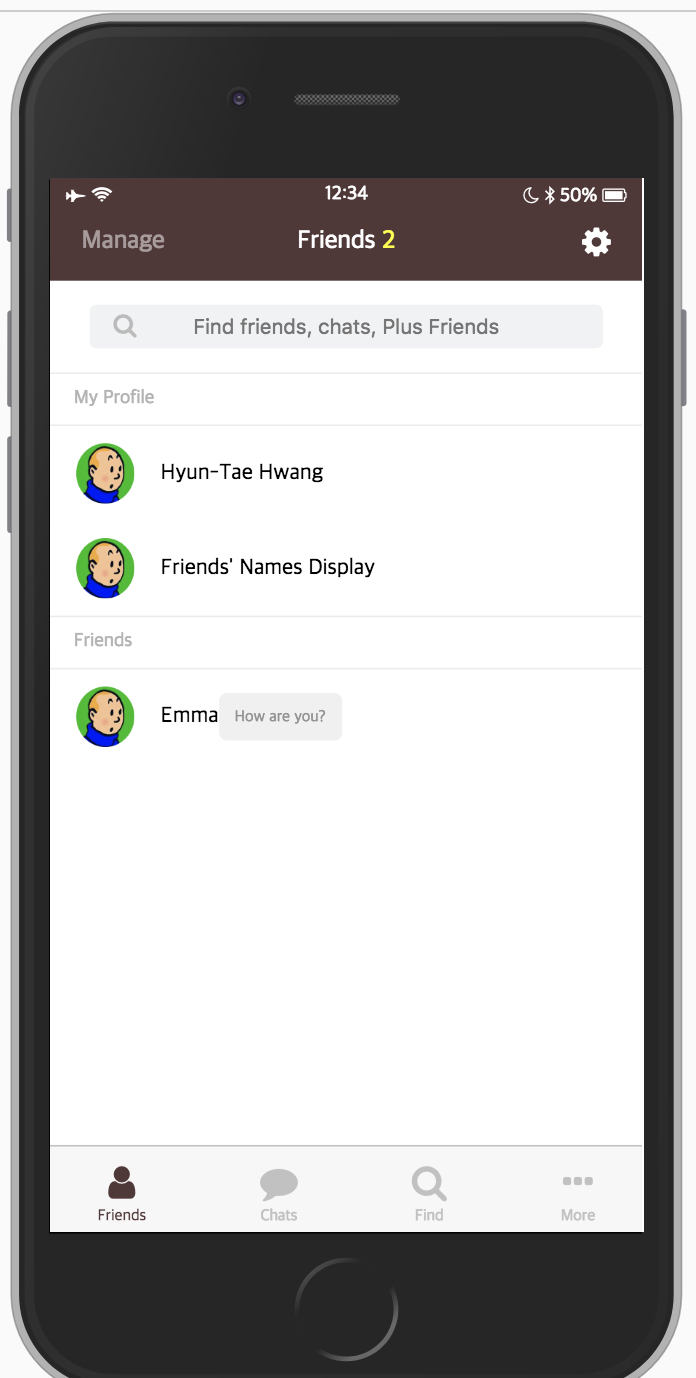 12:34
50%
Manage
Friends 2
Find friends, chats, Plus Friends
My Profile
Hyun-Tae Hwang
Friends' Names Display
Friends
Emma
How are you?
Friends
Chats
Find
More